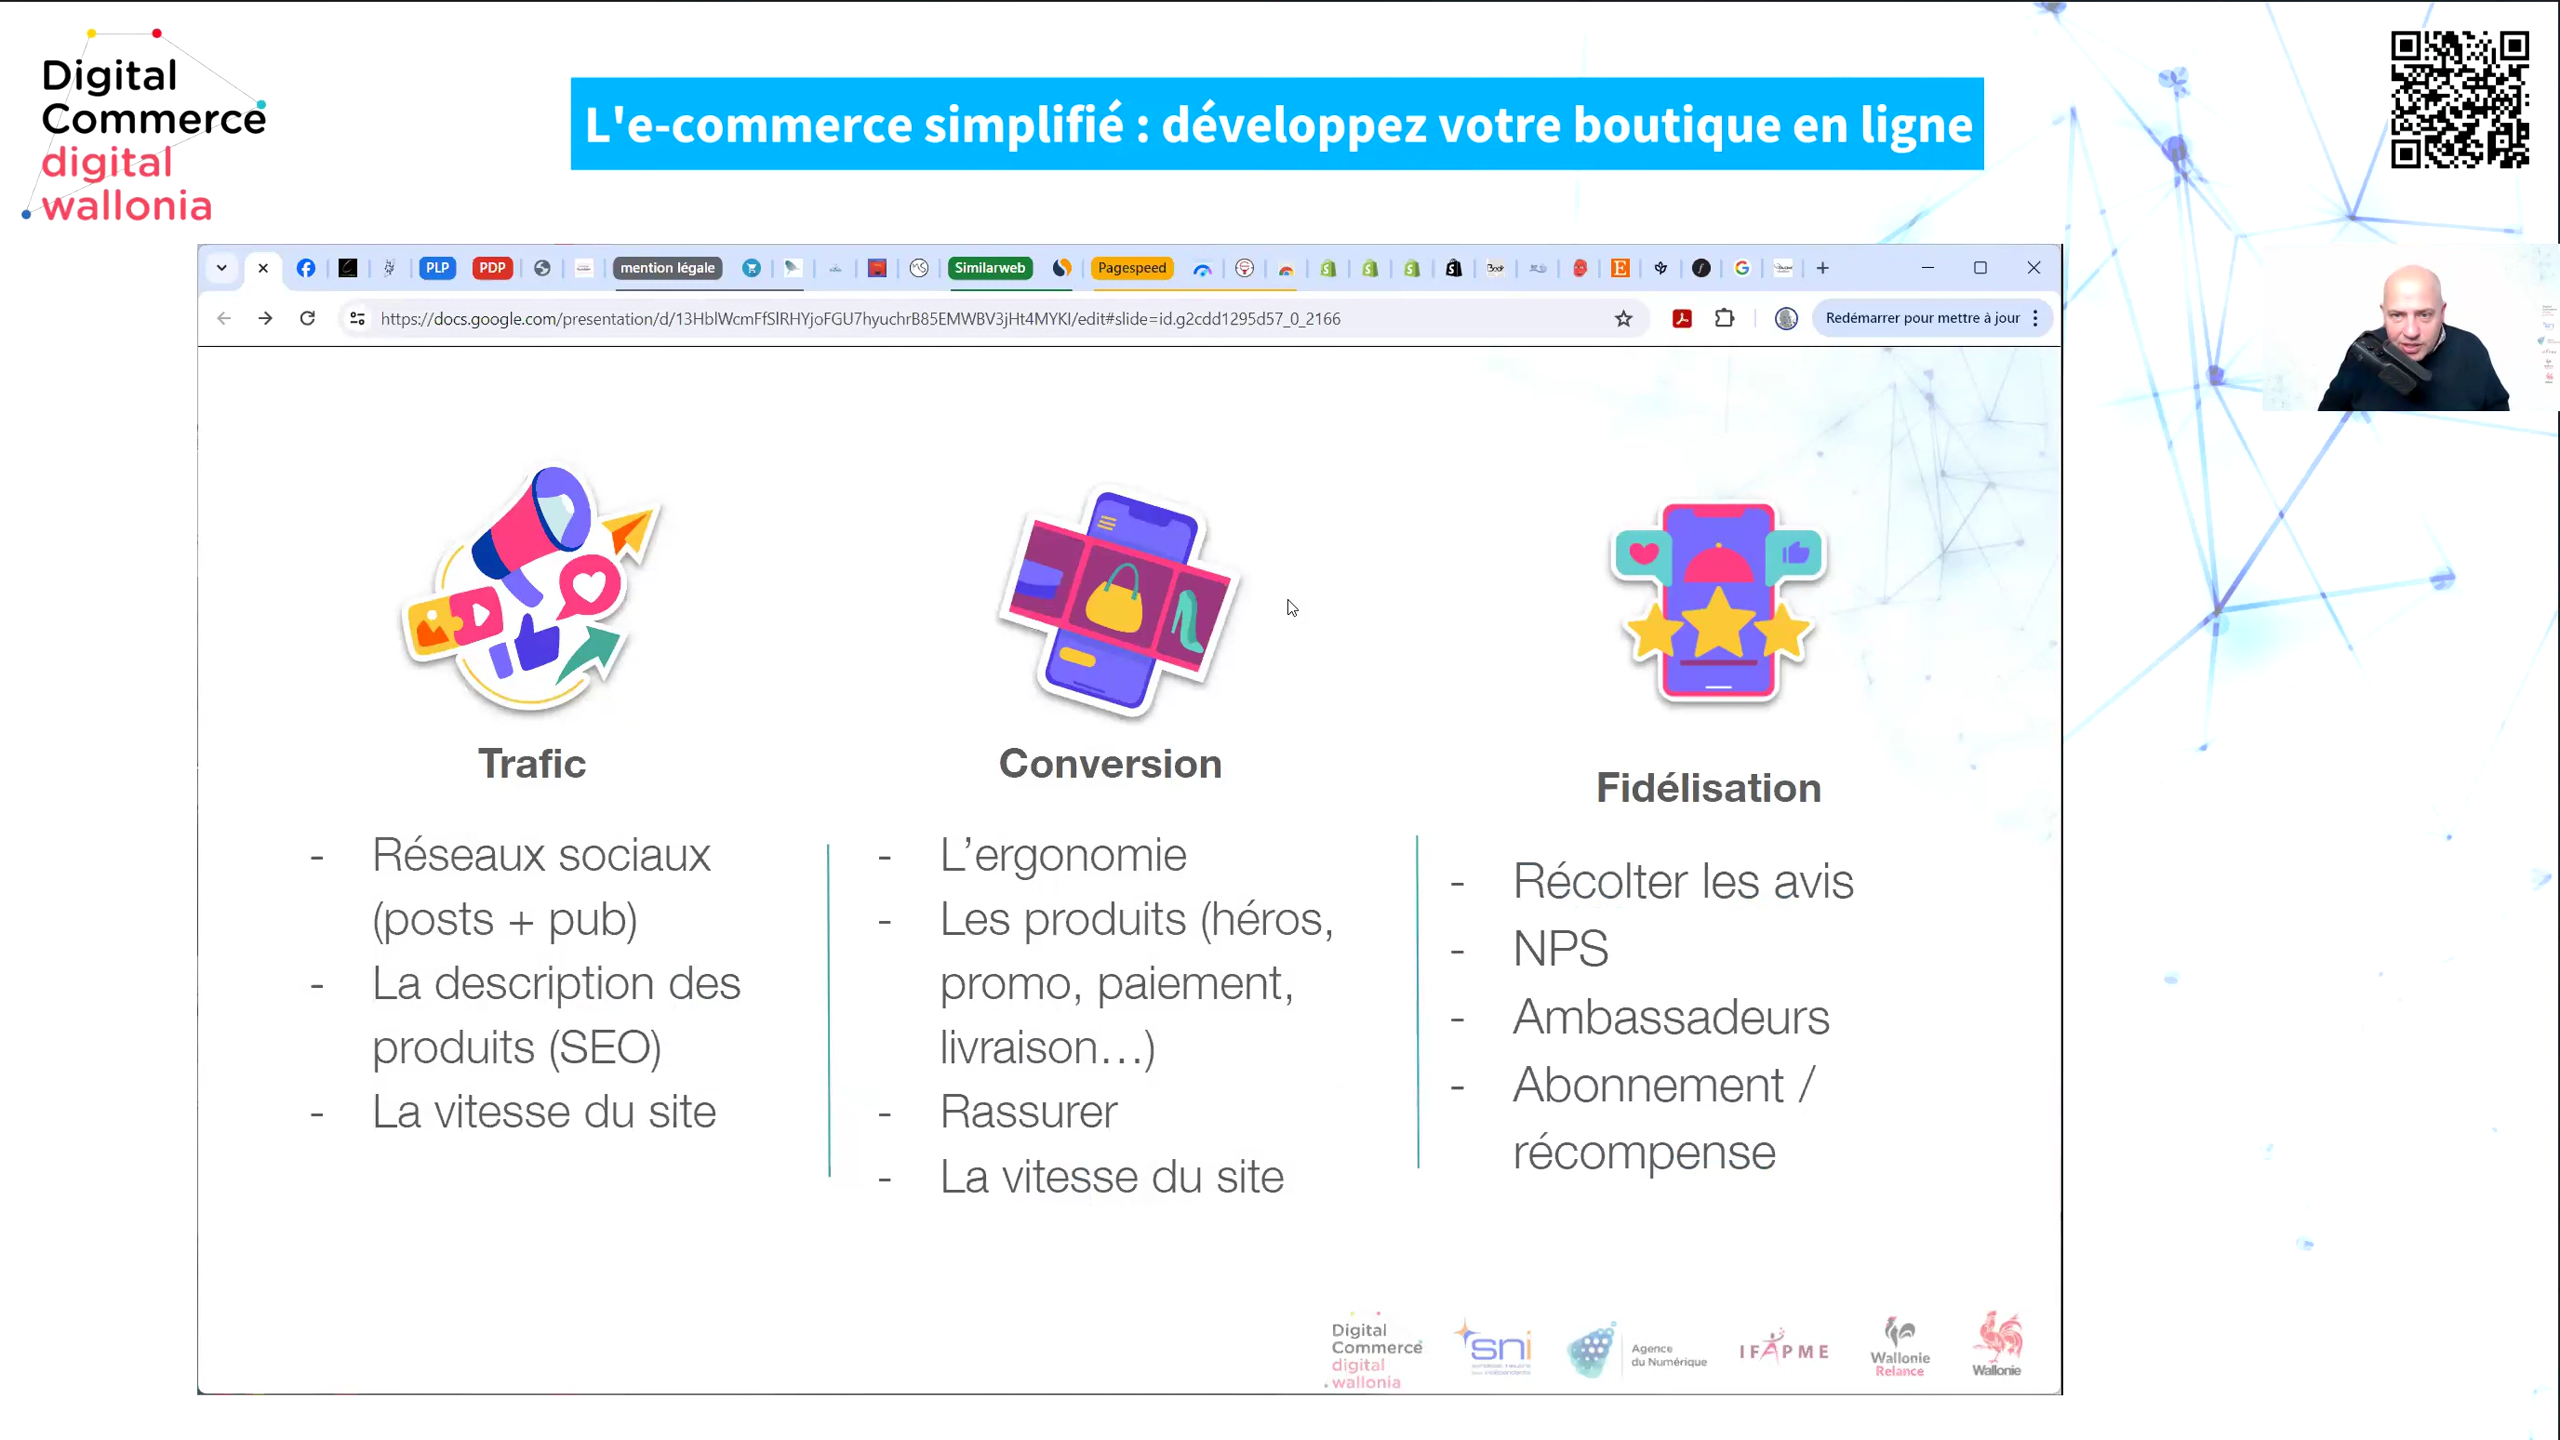 Digital
Commerce
digital
wallonia
L'e-commerce simplifié : développez votre boutique en ligne
PLP
PDP
mention légale
Similarweb
Pagespeed
https://docs.google.com/presentation/d/13HblWcmFfSlRHYjoFGU7hyuchrB85EMWBV3jHt4MYKI/edit#slide=id.g2cdd1295d57_0_2166
Redémarrer pour mettre à jour
Trafic
- Réseaux sociaux
(posts + pub)
- La description des
produits (SEO)
- La vitesse du site
Conversion
- L’ergonomie
- Les produits (héros,
promo, paiement,
livraison…)
- Rassurer
- La vitesse du site
Fidélisation
- Récolter les avis
- NPS
- Ambassadeurs
- Abonnement /
récompense
Digital
Commerce
digital
wallonia
sni
Agence
du Numérique
IFAPME
Wallonie
Relance
Wallonie